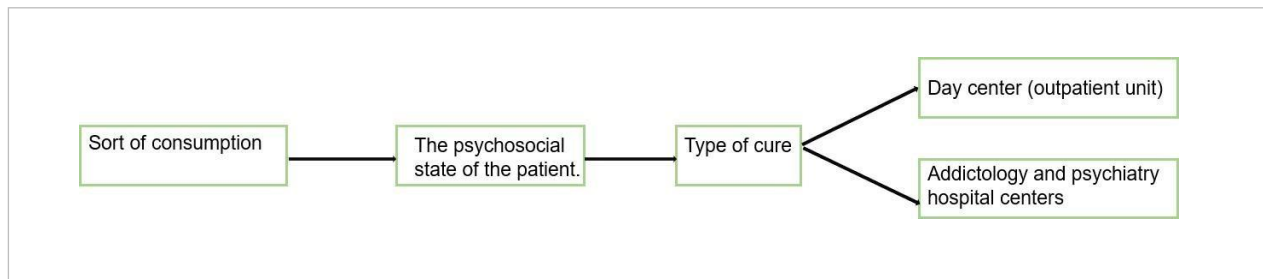 Sort of consumption
The psychosocial
state of the patient.
Type of cure
Day center (outpatient unit)
Addictology and psychiatry
hospital centers